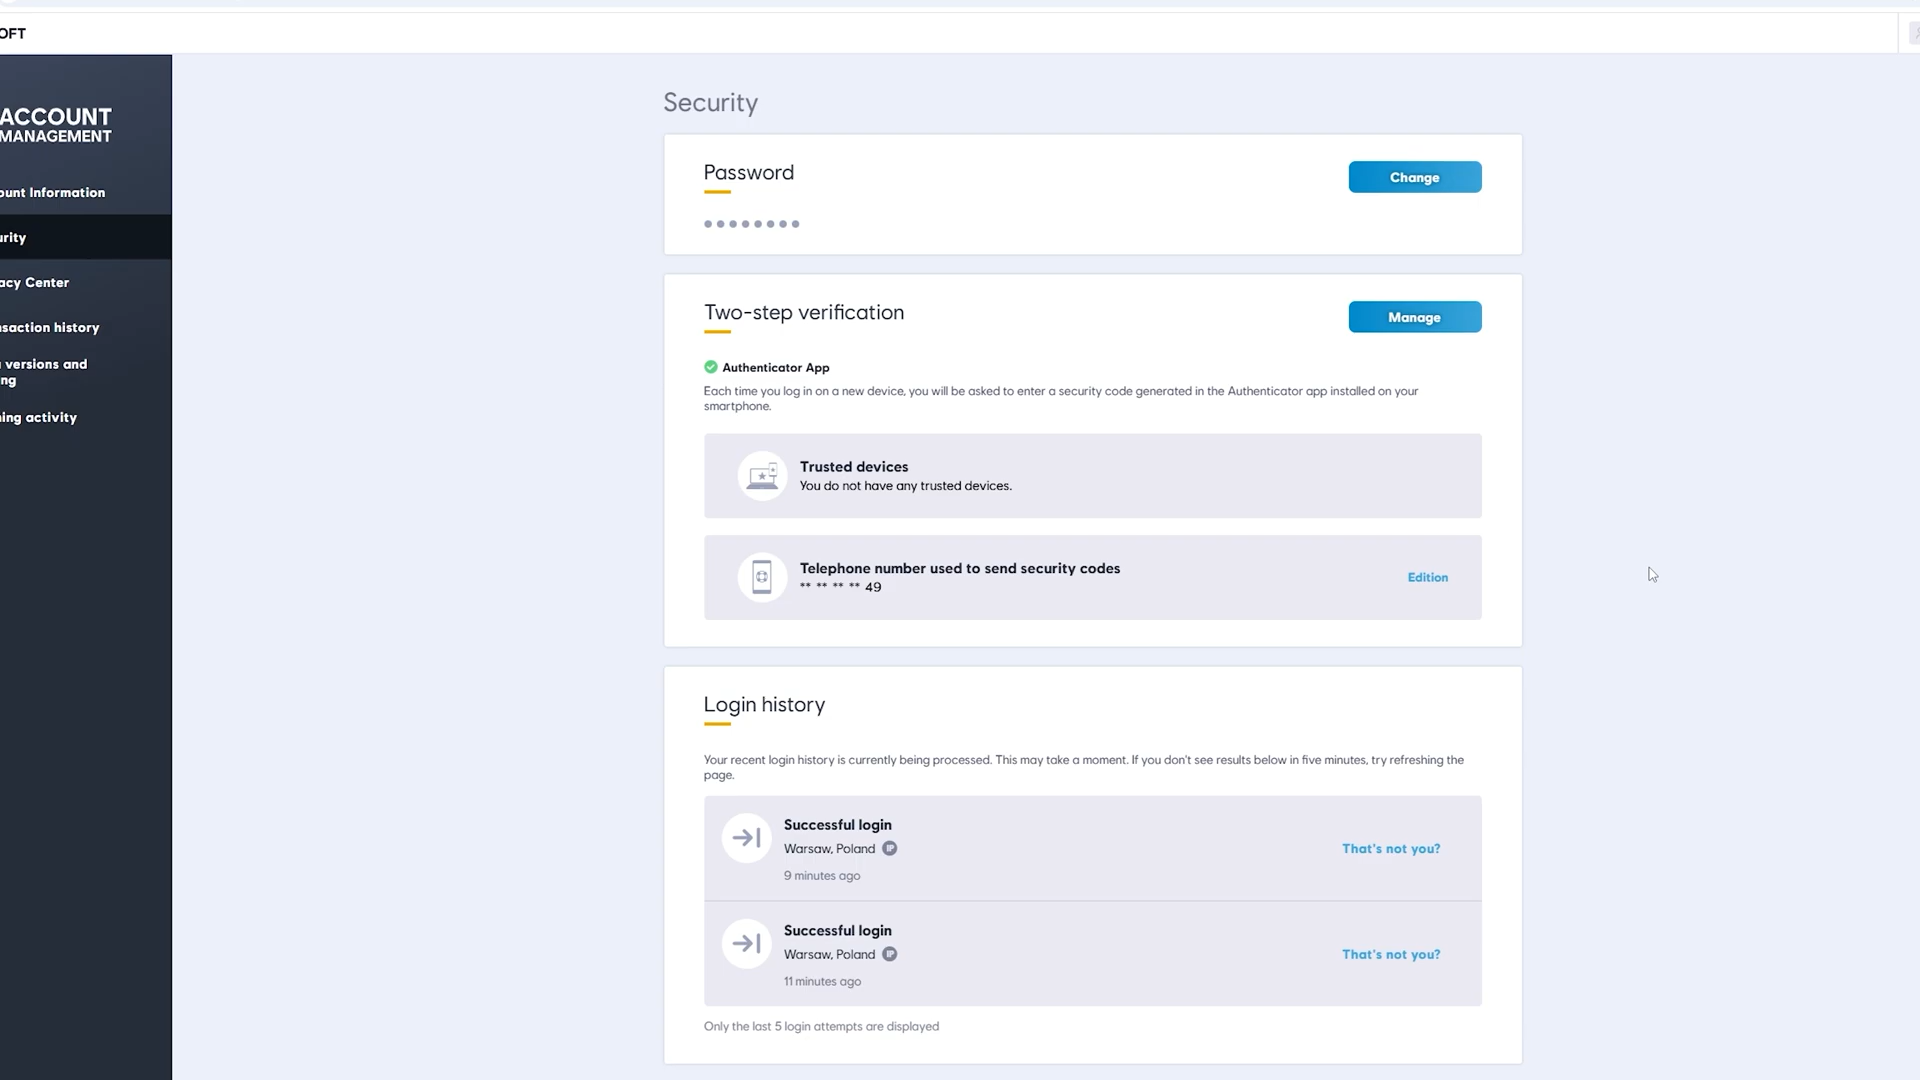 OFT
ACCOUNT
MANAGEMENT
ount Information
urity
acy Center
nsaction history
versions and
ng
ning activity
Security
Password
Change
Two-step verification
Manage
Authenticator App
Each time you log in on a new device, you will be asked to enter a security code generated in the Authenticator app installed on your
smartphone.
Trusted devices
You do not have any trusted devices.
Telephone number used to send security codes
** ** ** ** 49
Edition
Login history
Your recent login history is currently being processed. This may take a moment. If you don't see results below in five minutes, try refreshing the
page.
Successful login
Warsaw, Poland IP
That's not you?
9 minutes ago
Successful login
Warsaw, Poland IP
That's not you?
11 minutes ago
Only the last 5 login attempts are displayed